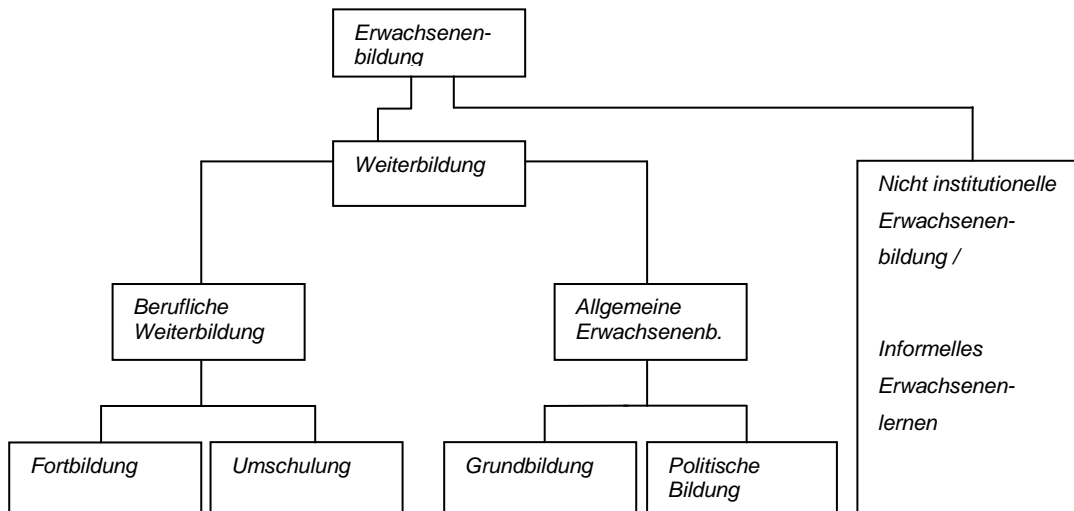 Erwachsenen-
bildung
Weiterbildung
Nicht institutionelle
Erwachsenen-
bildung /
Informelles
Erwachsenen-
lernen
Berufliche
Weiterbildung
Allgemeine
Erwachsenenb.
Fortbildung
Umschulung
Grundbildung
Politische
Bildung